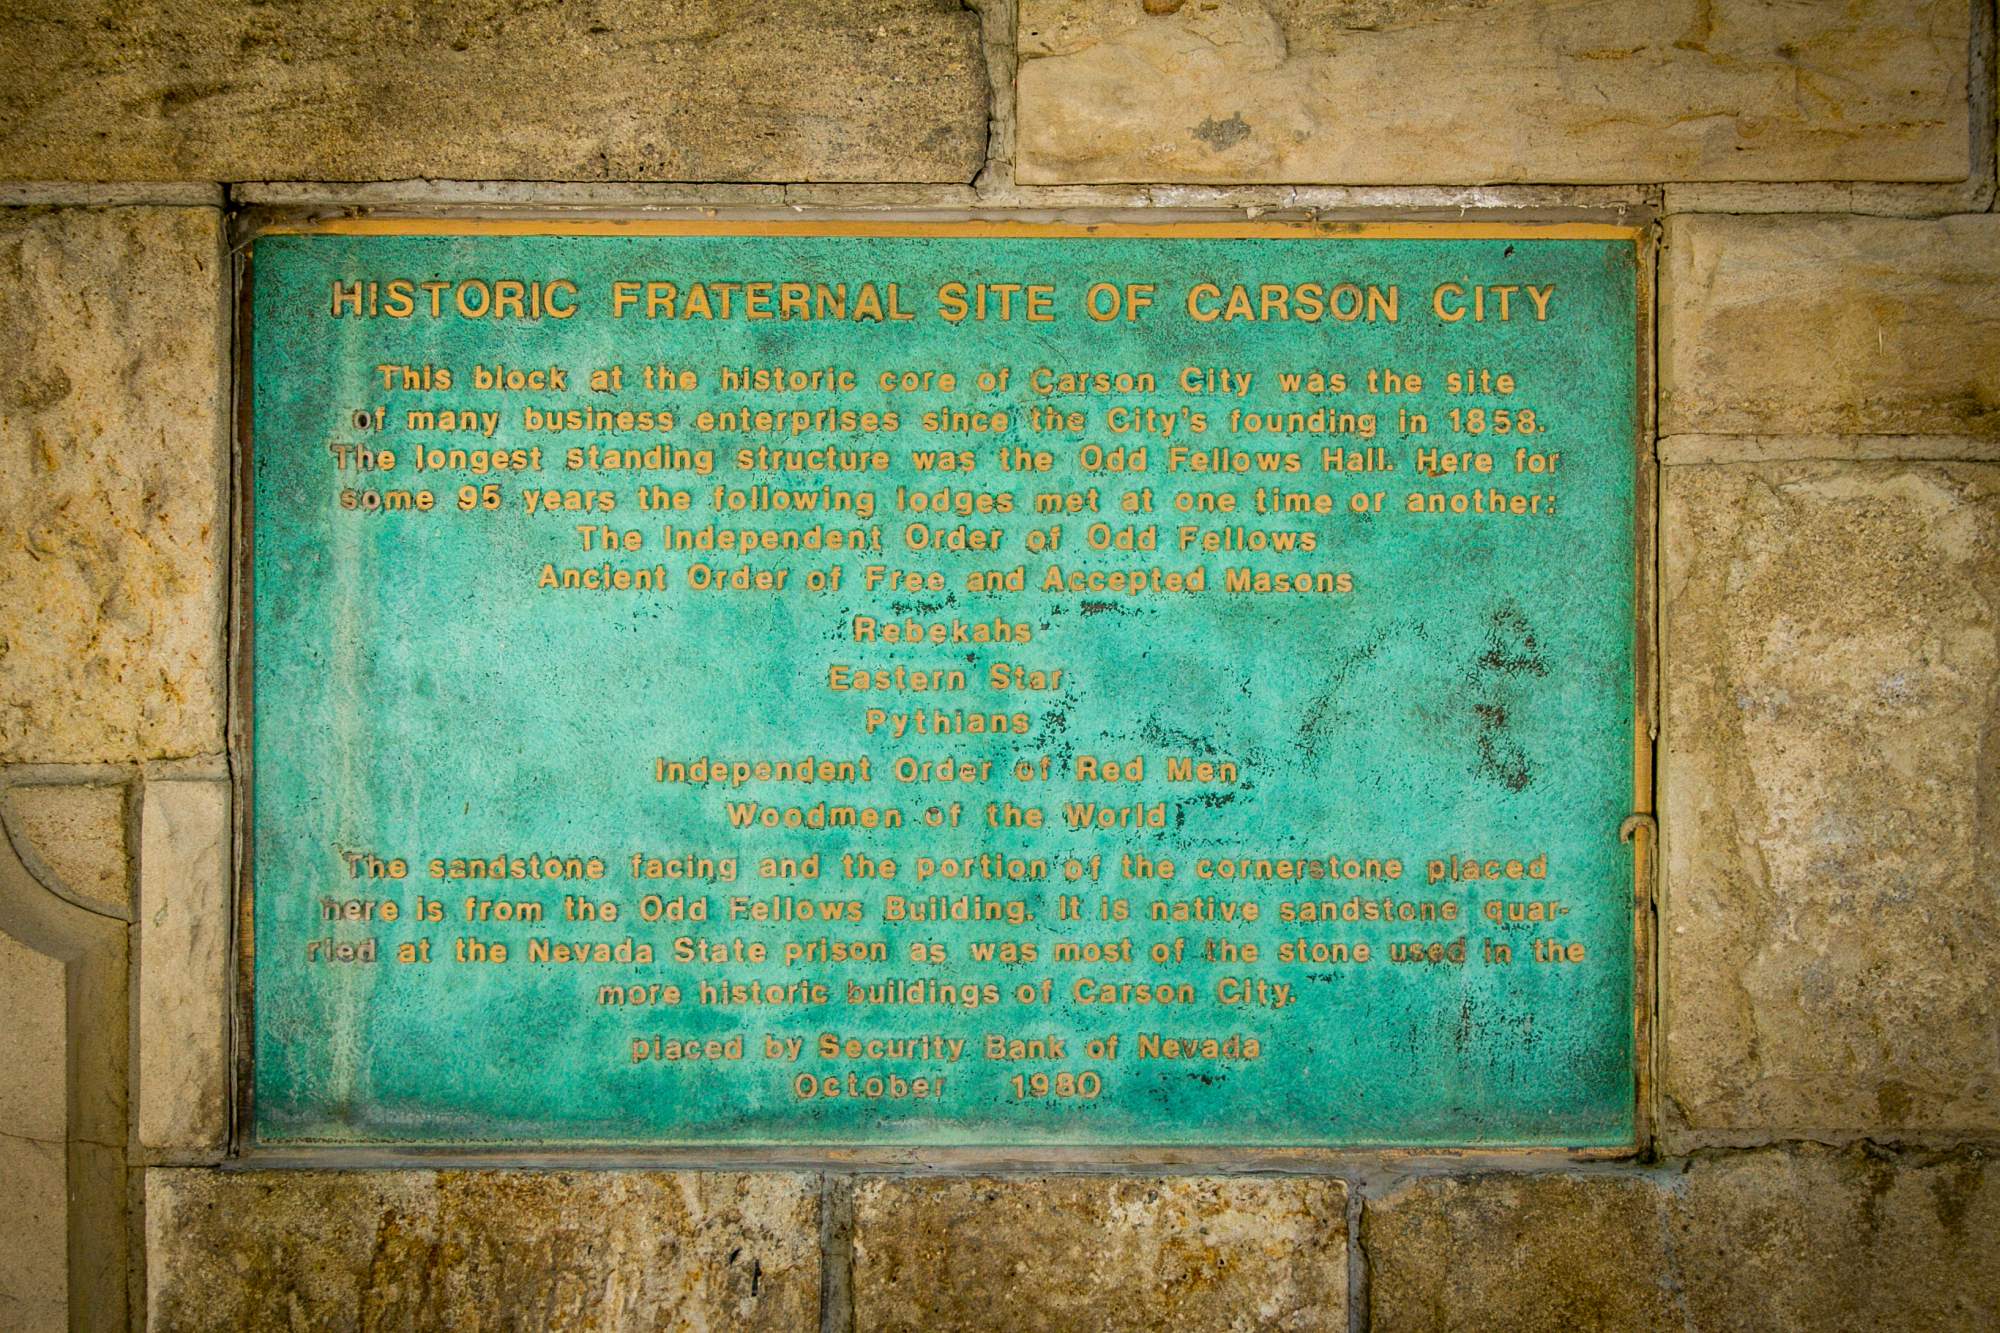 HISTORIC FRATERNAL SITE OF CARSON CITY
This block at the historic core of Carson City was the site
of many business enterprises since the City's founding in 1858.
The longest standing structure was the Odd Fellows Hall. Here for
some 95 years the following lodges met at one time or another:
The Independent Order of Odd Fellows
Ancient Order of Free and Accepted Masons
Rebekahs
Eastern Star
Pythians
Independent Order of Red Men
Woodmen of the World
The sandstone facing and the portion of the cornerstone placed
here is from the Odd Fellows Building. It is native sandstone quar-
ried at the Nevada State prison as was most of the stone used in the
more historic buildings of Carson City.
placed by Security Bank of Nevada
October 1980